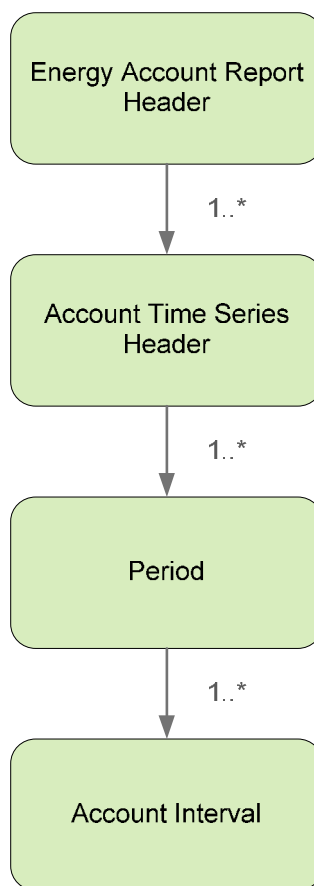 Energy Account Report
Header
1..*
Account Time Series
Header
1..*
Period
1..*
Account Interval